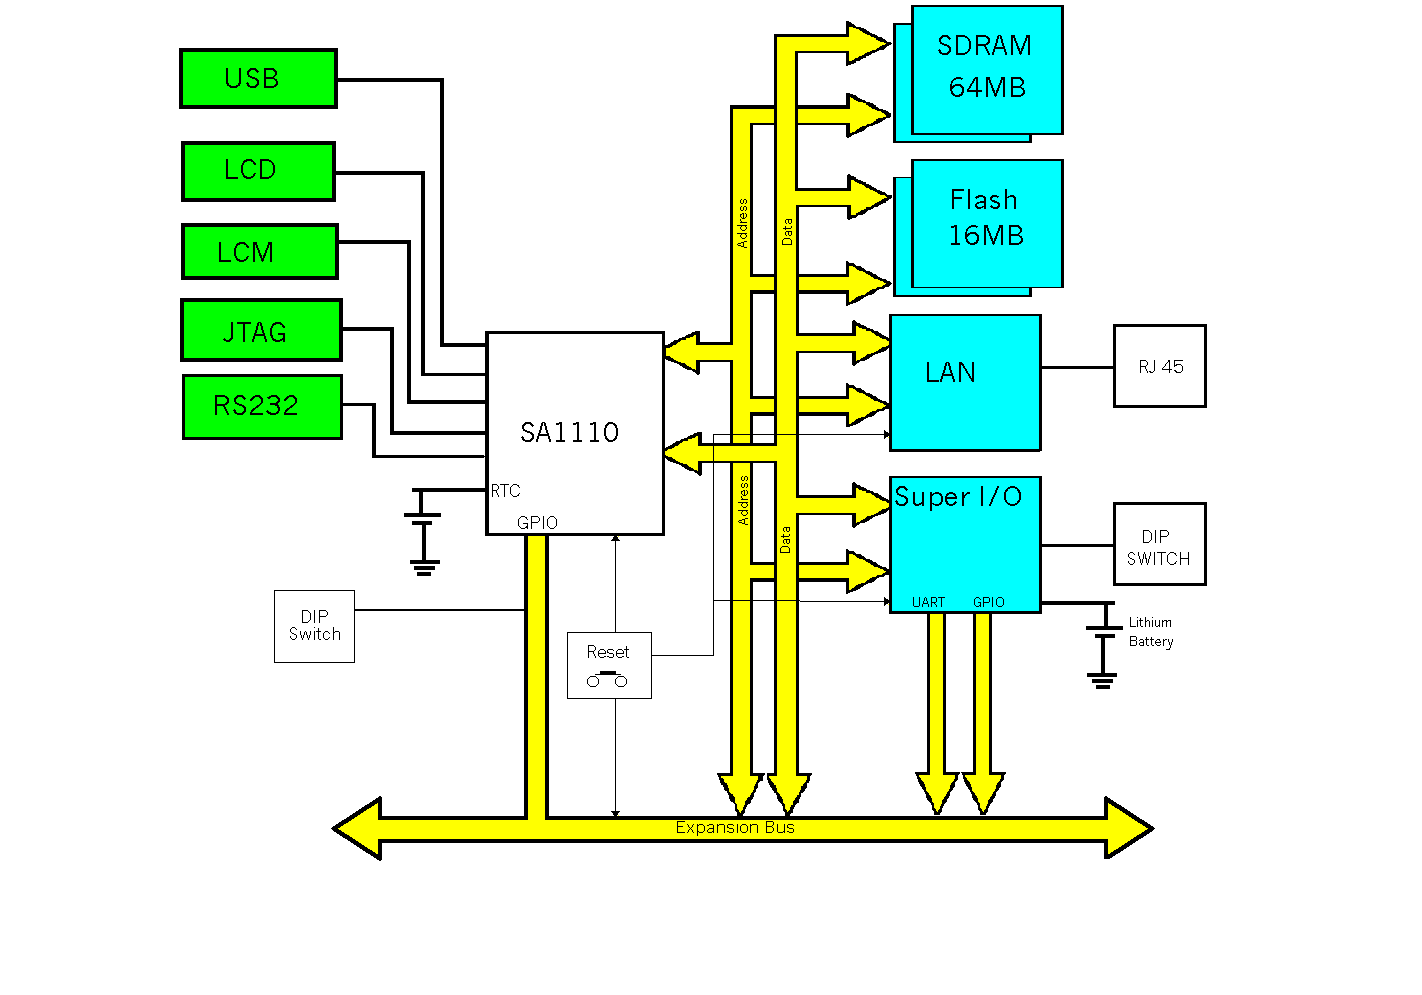 USB
LCD
LCM
JTAG
RS232
SA1110
RTC
GPIO
DIP
Switch
Reset
Address
Data
Address
Data
SDRAM
64MB
Flash
16MB
LAN
RJ 45
Super I/O
UART
GPIO
DIP
SWITCH
Lithium
Battery
Expansion Bus